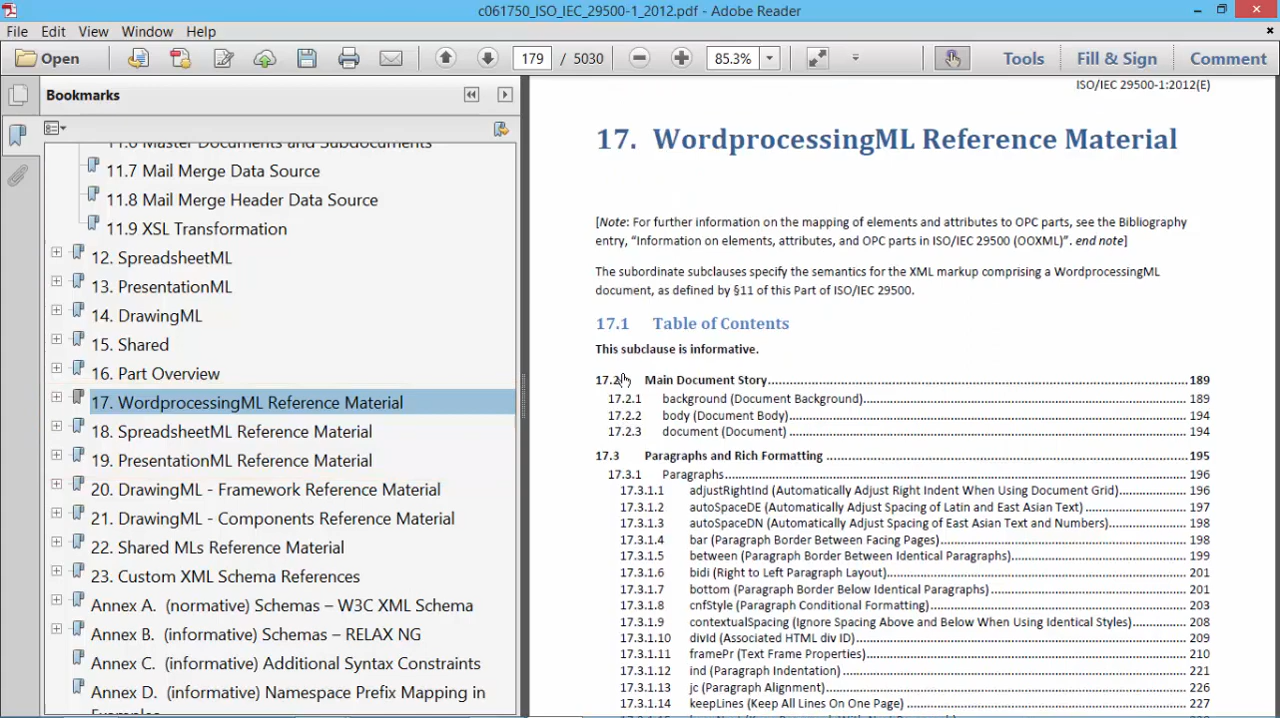 c061750_ISO_IEC_29500-1_2012.pdf - Adobe Reader
File Edit View Window Help
Open 179 / 5030 85.3% Tools Fill & Sign Comment
Bookmarks
11.6 Master Documents and Subdocuments
11.7 Mail Merge Data Source
11.8 Mail Merge Header Data Source
11.9 XSL Transformation
12. SpreadsheetML
13. PresentationML
14. DrawingML
15. Shared
16. Part Overview
17. WordprocessingML Reference Material
18. SpreadsheetML Reference Material
19. PresentationML Reference Material
20. DrawingML - Framework Reference Material
21. DrawingML - Components Reference Material
22. Shared MLs Reference Material
23. Custom XML Schema References
Annex A. (normative) Schemas – W3C XML Schema
Annex B. (informative) Schemas – RELAX NG
Annex C. (informative) Additional Syntax Constraints
Annex D. (informative) Namespace Prefix Mapping in
Examples
ISO/IEC 29500-1:2012(E)
17. WordprocessingML Reference Material
[Note: For further information on the mapping of elements and attributes to OPC parts, see the Bibliography
entry, “Information on elements, attributes, and OPC parts in ISO/IEC 29500 (OOXML)”. end note]
The subordinate subclauses specify the semantics for the XML markup comprising a WordprocessingML
document, as defined by §11 of this Part of ISO/IEC 29500.
17.1 Table of Contents
This subclause is informative.
17.2 Main Document Story 189
17.2.1 background (Document Background) 189
17.2.2 body (Document Body) 194
17.2.3 document (Document) 194
17.3 Paragraphs and Rich Formatting 195
17.3.1 Paragraphs 196
17.3.1.1 adjustRightInd (Automatically Adjust Right Indent When Using Document Grid) 196
17.3.1.2 autoSpaceDE (Automatically Adjust Spacing of Latin and East Asian Text) 197
17.3.1.3 autoSpaceDN (Automatically Adjust Spacing of East Asian Text and Numbers) 198
17.3.1.4 bar (Paragraph Border Between Facing Pages) 198
17.3.1.5 between (Paragraph Border Between Identical Paragraphs) 199
17.3.1.6 bidi (Right to Left Paragraph Layout) 201
17.3.1.7 bottom (Paragraph Border Below Identical Paragraphs) 201
17.3.1.8 cnfStyle (Paragraph Conditional Formatting) 203
17.3.1.9 contextualSpacing (Ignore Spacing Above and Below When Using Identical Styles) 208
17.3.1.10 divId (Associated HTML div ID) 209
17.3.1.11 framePr (Text Frame Properties) 210
17.3.1.12 ind (Paragraph Indentation) 221
17.3.1.13 jc (Paragraph Alignment) 226
17.3.1.14 keepLines (Keep All Lines On One Page) 227